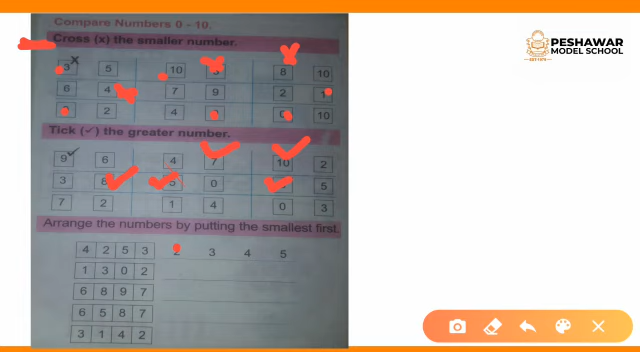 Compare Numbers 0 - 10.
Cross (x) the smaller number.
PESHAWAR
MODEL SCHOOL
3 5 10 8 10
6 4 7 9 2 1
2 4 10
Tick (✓) the greater number.
9 6 4 7 10 2
3 8 5 0 5
7 2 1 4 0 3
Arrange the numbers by putting the smallest first.
4 2 5 3 2 3 4 5
1 3 0 2
6 8 9 7
6 5 8 7
3 1 4 2